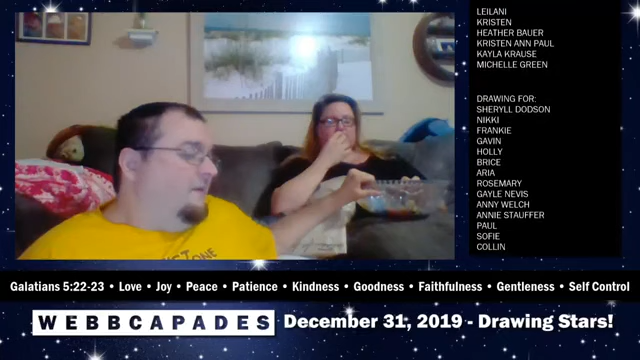 LEILANI
KRISTEN
HEATHER BAUER
KRISTEN ANN PAUL
KAYLA KRAUSE
MICHELLE GREEN
DRAWING FOR:
SHERYLL DODSON
NIKKI
FRANKIE
GAVIN
HOLLY
BRICE
ARIA
ROSEMARY
GAYLE NEVIS
ANNY WELCH
ANNIE STAUFFER
PAUL
SOFIE
COLLIN
Galatians 5:22-23 • Love • Joy • Peace • Patience • Kindness • Goodness • Faithfulness • Gentleness • Self Control
WEBBCAPADES December 31, 2019 - Drawing Stars!